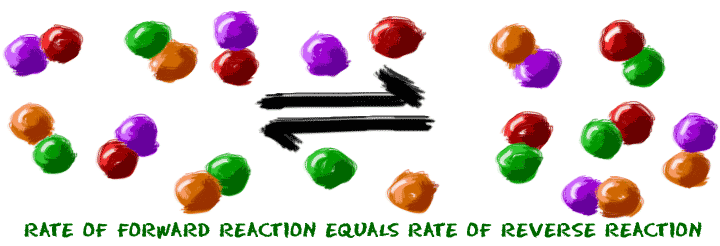 RATE OF FORWARD REACTION EQUALS RATE OF REVERSE REACTION